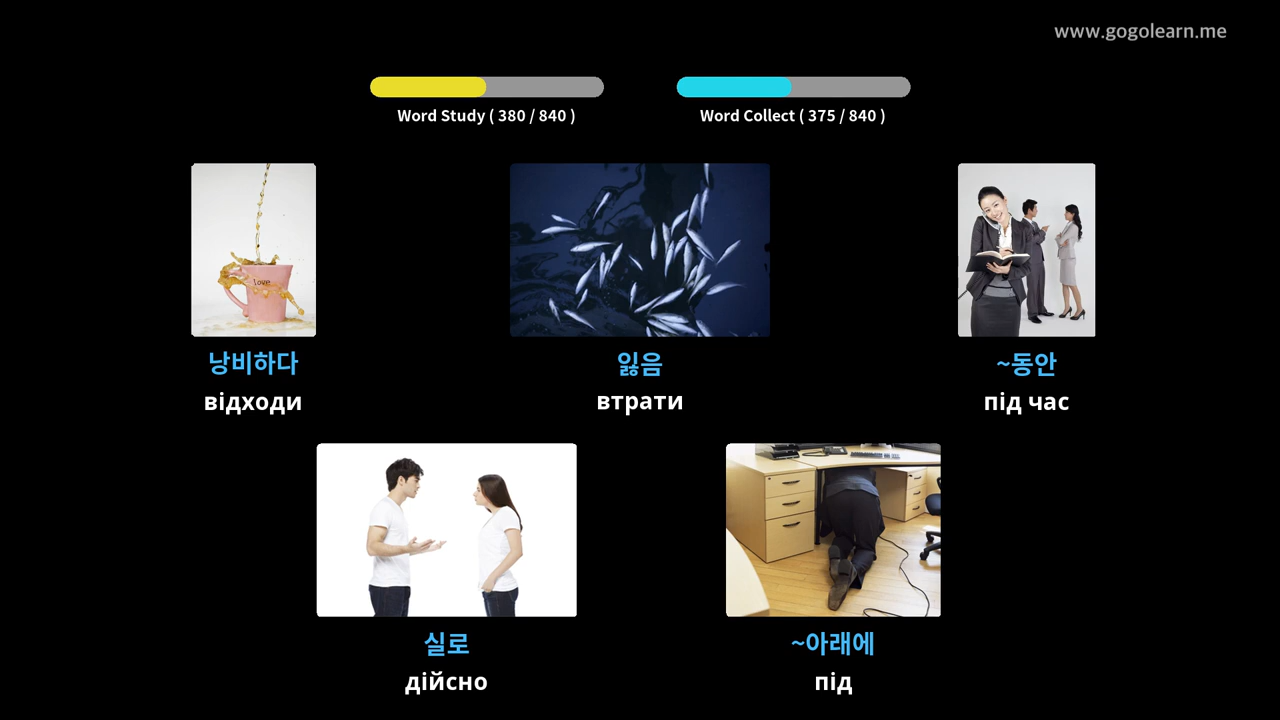 www.gogolearn.me
Word Study ( 380 / 840 )
Word Collect ( 375 / 840 )
love
낭비하다
відходи
잃음
втрати
~동안
під час
실로
дійсно
~아래에
під